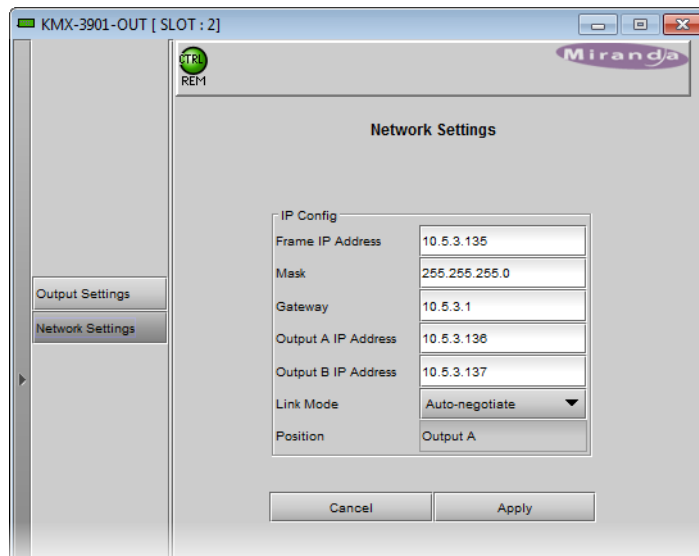 KMX-3901-OUT [ SLOT : 2]
CTRL
REM
Miranda
Network Settings
IP Config
Frame IP Address 10.5.3.135
Mask 255.255.255.0
Gateway 10.5.3.1
Output A IP Address 10.5.3.136
Output B IP Address 10.5.3.137
Link Mode Auto-negotiate
Position Output A
Output Settings
Network Settings
Cancel Apply